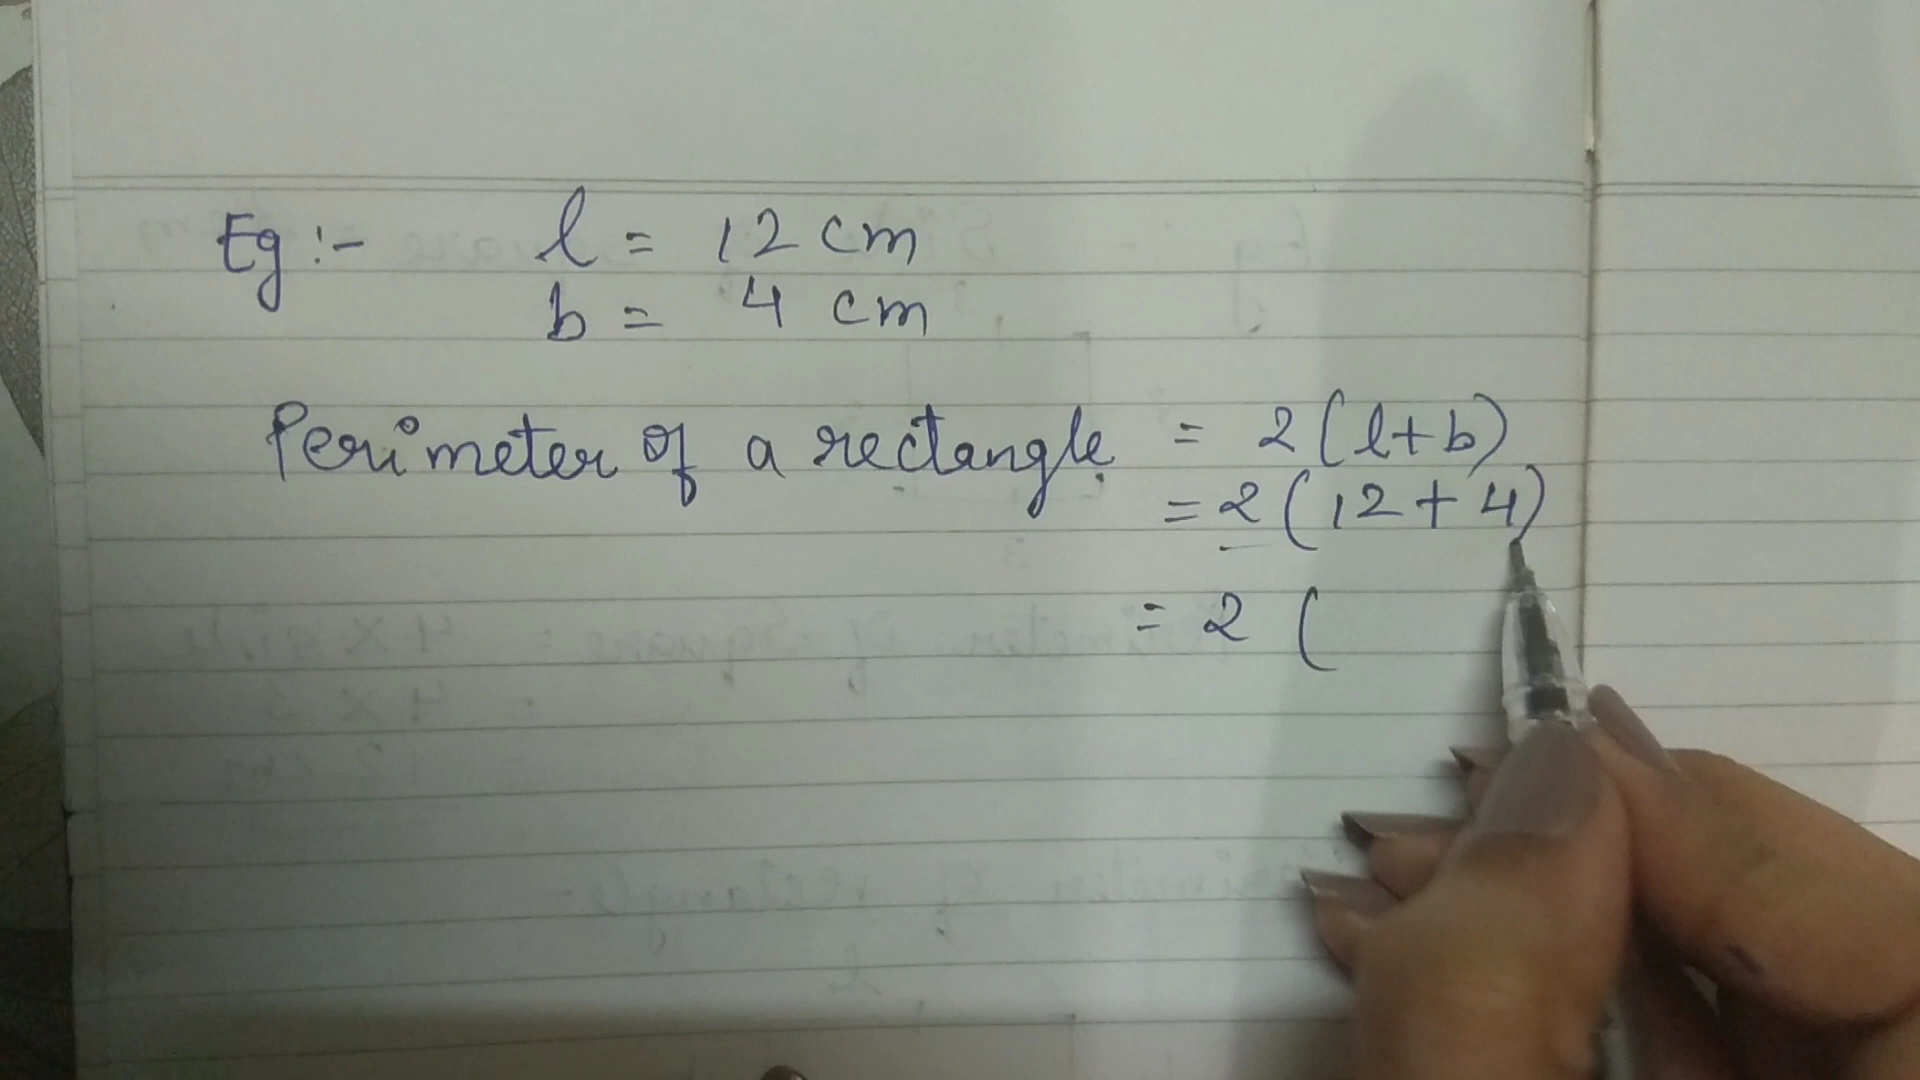 Eg :- l = 12 cm
b = 4 cm
Perimeter of a rectangle = 2(l+b)
= 2 (12 + 4)
= 2 (